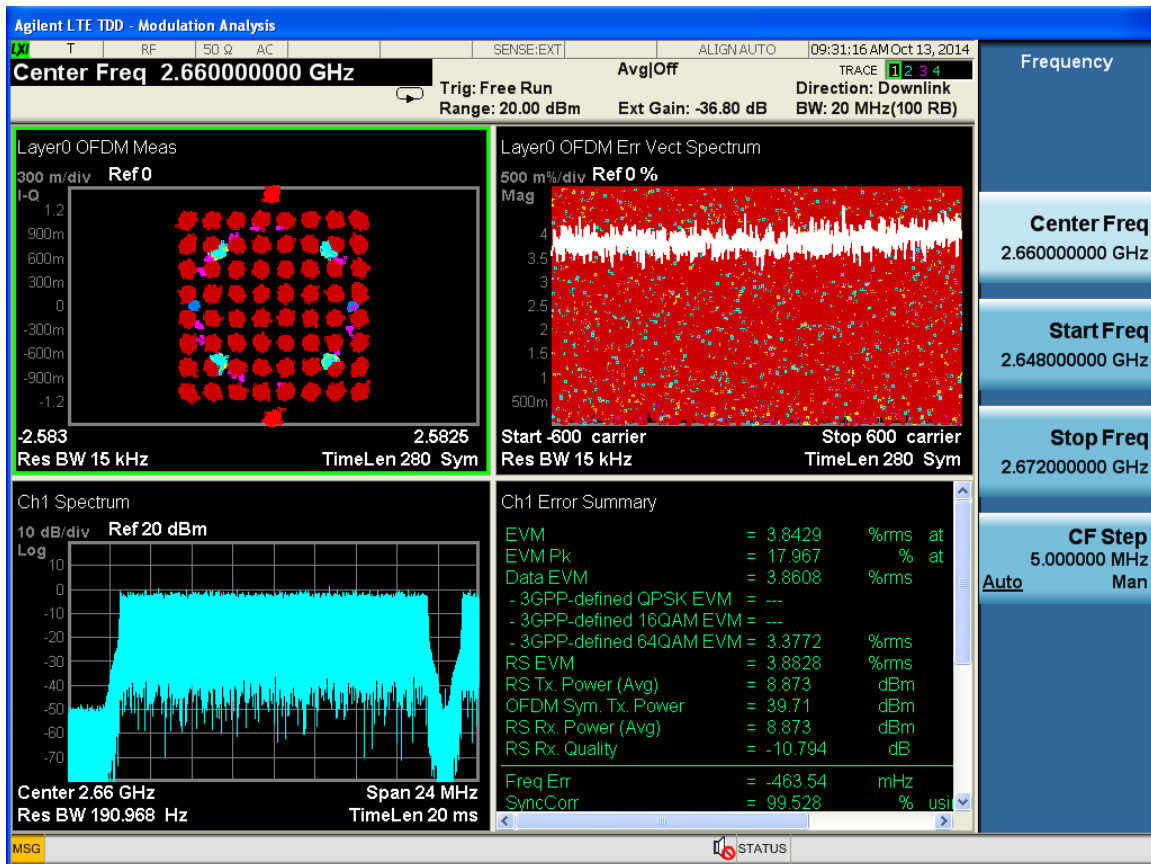 Agilent LTE TDD - Modulation Analysis
LXI T RF 50 Ω AC SENSE:EXT ALIGN AUTO 09:31:16 AM Oct 13, 2014
Center Freq 2.660000000 GHz
Avg|Off
TRACE 1 2 3 4
Trig: Free Run
Direction: Downlink
Range: 20.00 dBm Ext Gain: -36.80 dB BW: 20 MHz(100 RB)
Layer0 OFDM Meas
300 m/div Ref 0
I-Q
1.2
900m
600m
300m
0
-300m
-600m
-900m
-1.2
-2.583 2.5825
Res BW 15 kHz TimeLen 280 Sym
Layer0 OFDM Err Vect Spectrum
500 m%/div Ref 0 %
Mag
4
3.5
3
2.5
2
1.5
1
500m
Start -600 carrier Stop 600 carrier
Res BW 15 kHz TimeLen 280 Sym
Ch1 Spectrum
10 dB/div Ref 20 dBm
Log
10
0
-10
-20
-30
-40
-50
-60
-70
Center 2.66 GHz Span 24 MHz
Res BW 190.968 Hz TimeLen 20 ms
Ch1 Error Summary
EVM = 3.8429 %rms at
EVM Pk = 17.967 % at
Data EVM = 3.8608 %rms
- 3GPP-defined QPSK EVM = ---
- 3GPP-defined 16QAM EVM = ---
- 3GPP-defined 64QAM EVM = 3.3772 %rms
RS EVM = 3.8828 %rms
RS Tx. Power (Avg) = 8.873 dBm
OFDM Sym. Tx. Power = 39.71 dBm
RS Rx. Power (Avg) = 8.873 dBm
RS Rx. Quality = -10.794 dB
Freq Err = -463.54 mHz
SyncCorr = 99.528 % usi
Frequency
Center Freq
2.660000000 GHz
Start Freq
2.648000000 GHz
Stop Freq
2.672000000 GHz
CF Step
5.000000 MHz
Auto Man
MSG STATUS